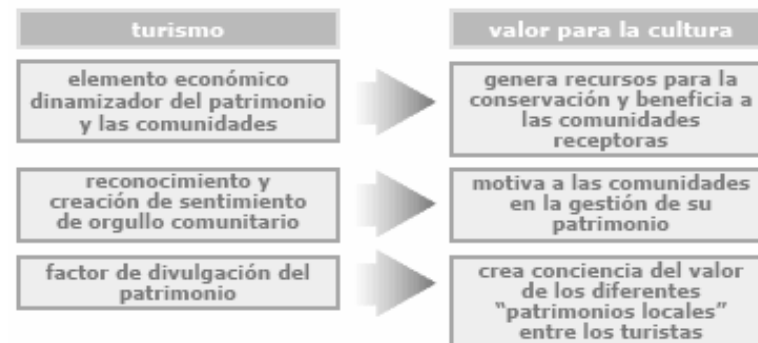 turismo
valor para la cultura
elemento económico
dinamizador del patrimonio
y las comunidades
genera recursos para la
conservación y beneficia a
las comunidades
receptoras
reconocimiento y
creación de sentimiento
de orgullo comunitario
motiva a las comunidades
en la gestión de su
patrimonio
factor de divulgación del
patrimonio
crea conciencia del valor
de los diferentes
“patrimonios locales”
entre los turistas